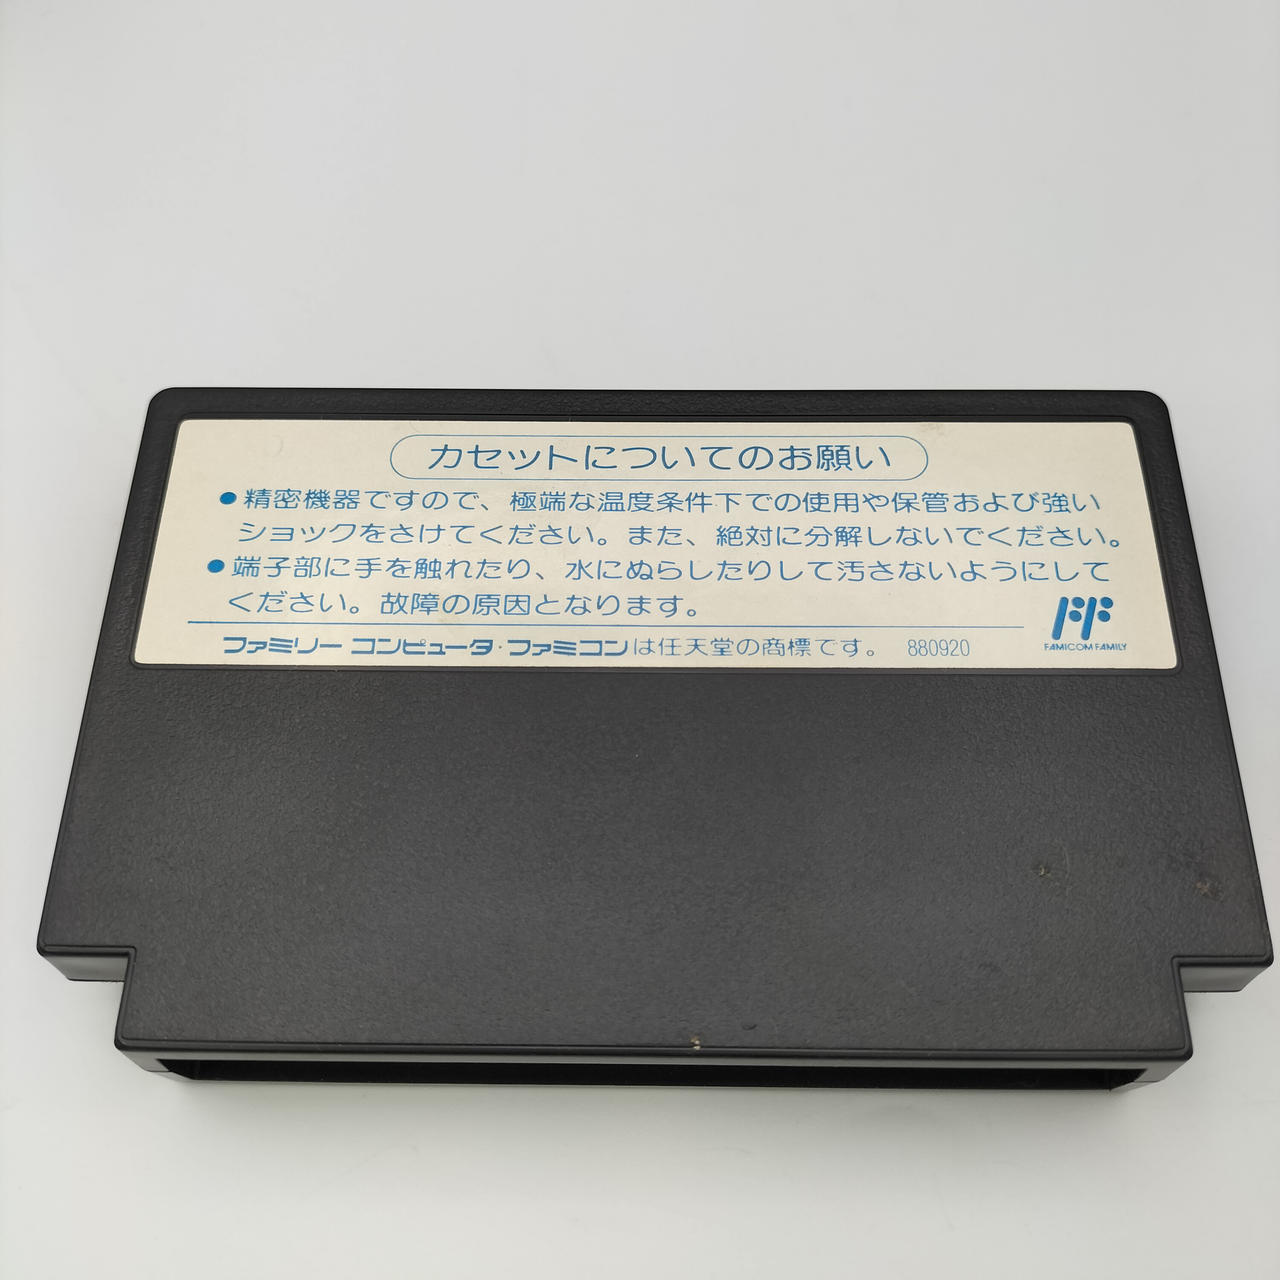 カセットについてのお願い
●精密機器ですので、極端な温度条件下での使用や保管および強い
ショックをさけてください。また、絶対に分解しないでください。
●端子部に手を触れたり、水にぬらしたりして汚さないようにして
ください。故障の原因となります。
ファミリーコンピュータ・ファミコンは任天堂の商標です。 880920
FAMICOM FAMILY